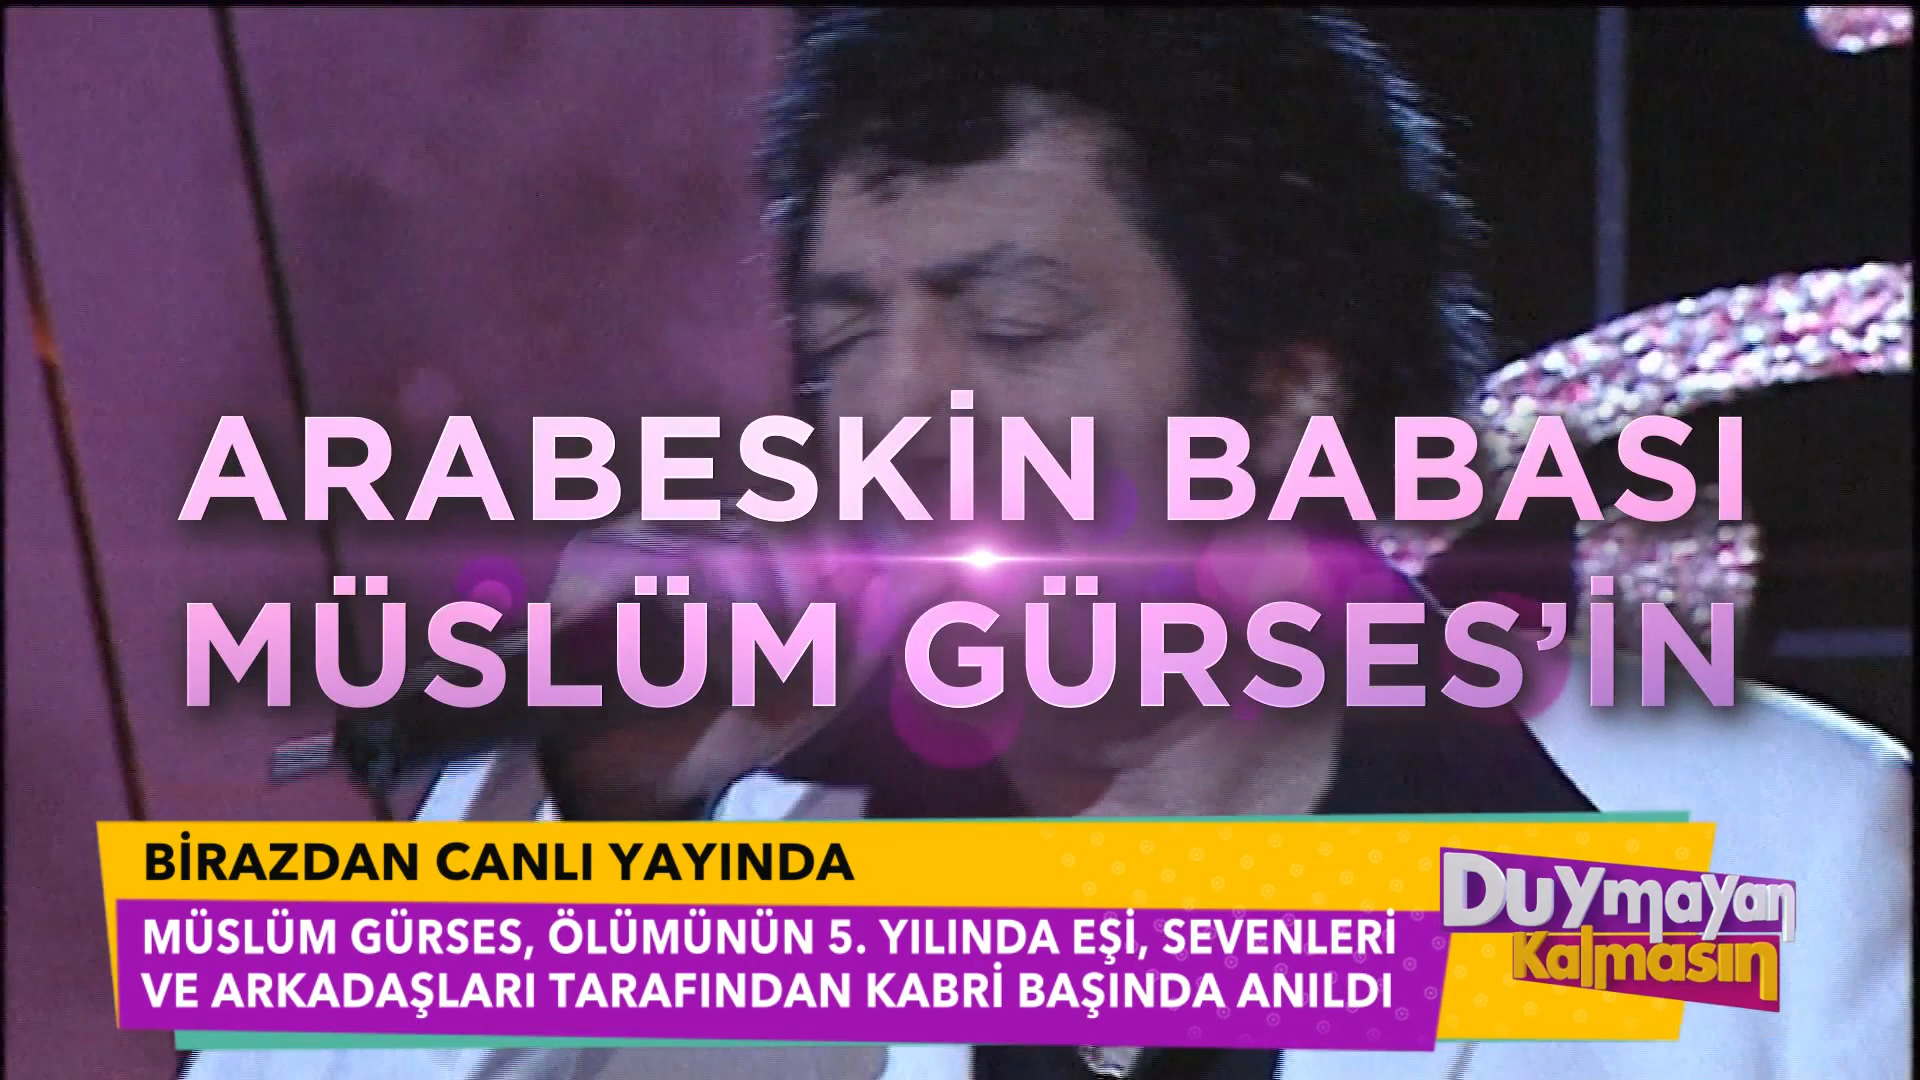 ARABESKİN BABASI
MÜSLÜM GÜRSES’İN
BİRAZDAN CANLI YAYINDA
MÜSLÜM GÜRSES, ÖLÜMÜNÜN 5. YILINDA EŞİ, SEVENLERİ
VE ARKADAŞLARI TARAFINDAN KABRİ BAŞINDA ANILDI
Duymayan
Kalmasın